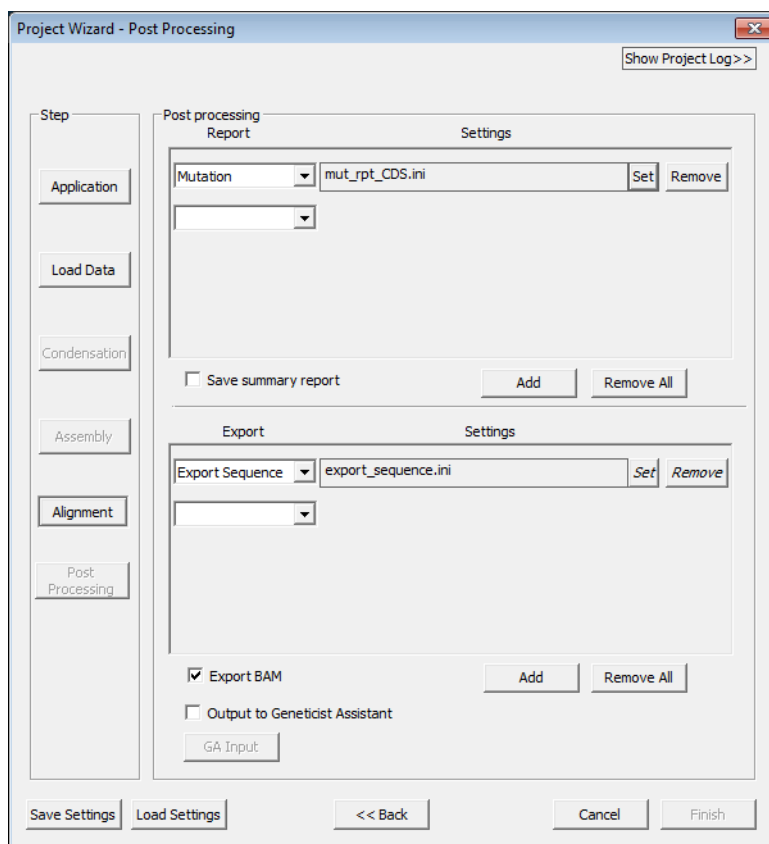 Project Wizard - Post Processing
Show Project Log>>
Step
Post processing
Report Settings
Application
Mutation mut_rpt_CDS.ini Set Remove
Load Data
Condensation
Save summary report Add Remove All
Assembly
Export Settings
Export Sequence export_sequence.ini Set Remove
Alignment
Post
Processing
Export BAM Add Remove All
Output to Geneticist Assistant
GA Input
Save Settings Load Settings << Back Cancel Finish